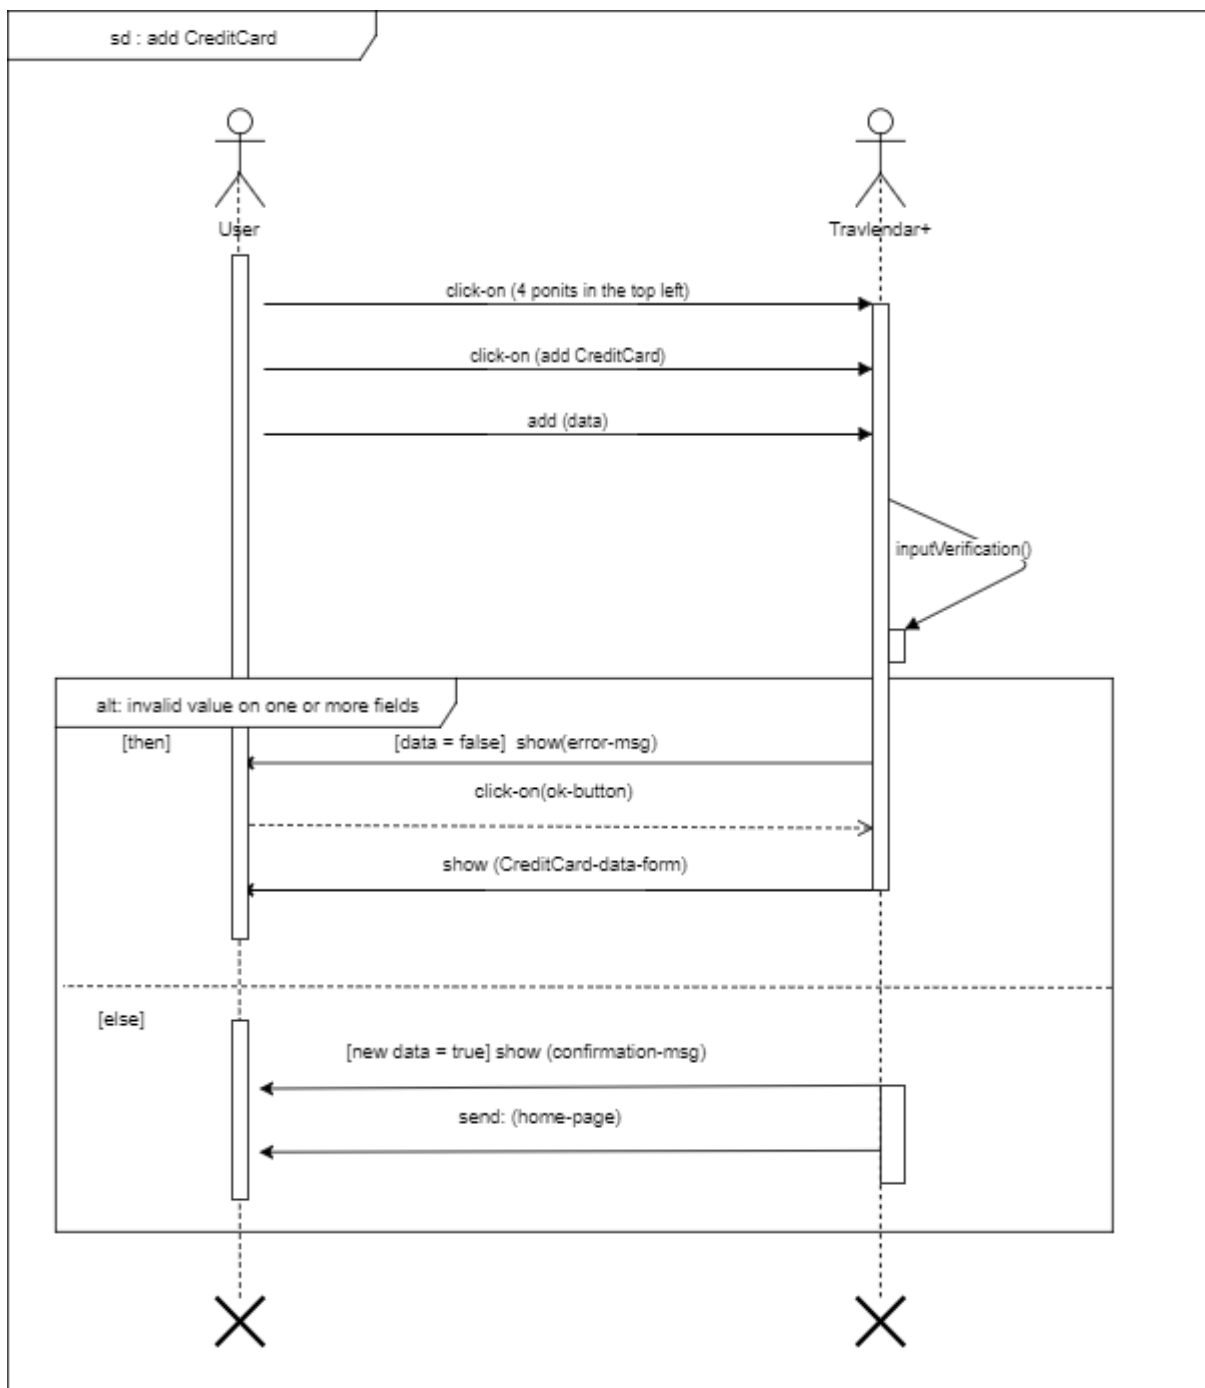 sd : add CreditCard
User
Travlendar+
click-on (4 ponits in the top left)
click-on (add CreditCard)
add (data)
inputVerification()
alt: invalid value on one or more fields
[then]
[data = false]  show(error-msg)
click-on(ok-button)
show (CreditCard-data-form)
[else]
[new data = true] show (confirmation-msg)
send: (home-page)